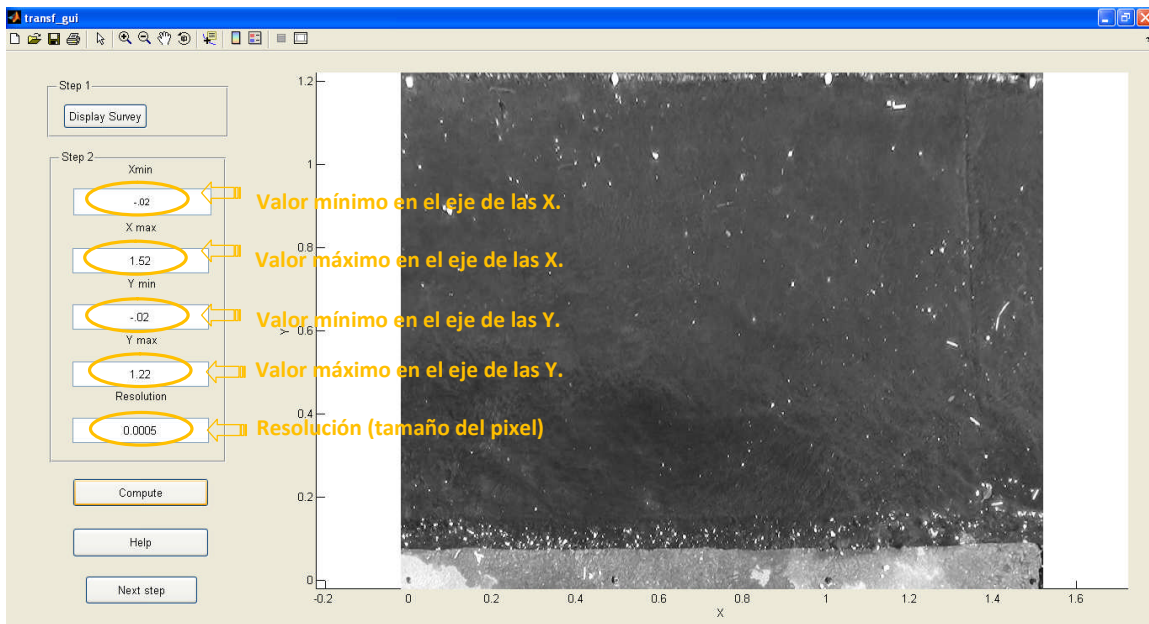 transf_gui
Step 1
Display Survey
Step 2
Xmin
-.02
Valor mínimo en el eje de las X.
X max
1.52
Valor máximo en el eje de las X.
Y min
-.02
Valor mínimo en el eje de las Y.
Y max
1.22
Valor máximo en el eje de las Y.
Resolution
0.0005
Resolución (tamaño del pixel)
Compute
Help
Next step
1.2
1
0.8
0.6
0.4
0.2
0
Y
-0.2 0 0.2 0.4 0.6 0.8 1 1.2 1.4 1.6
X